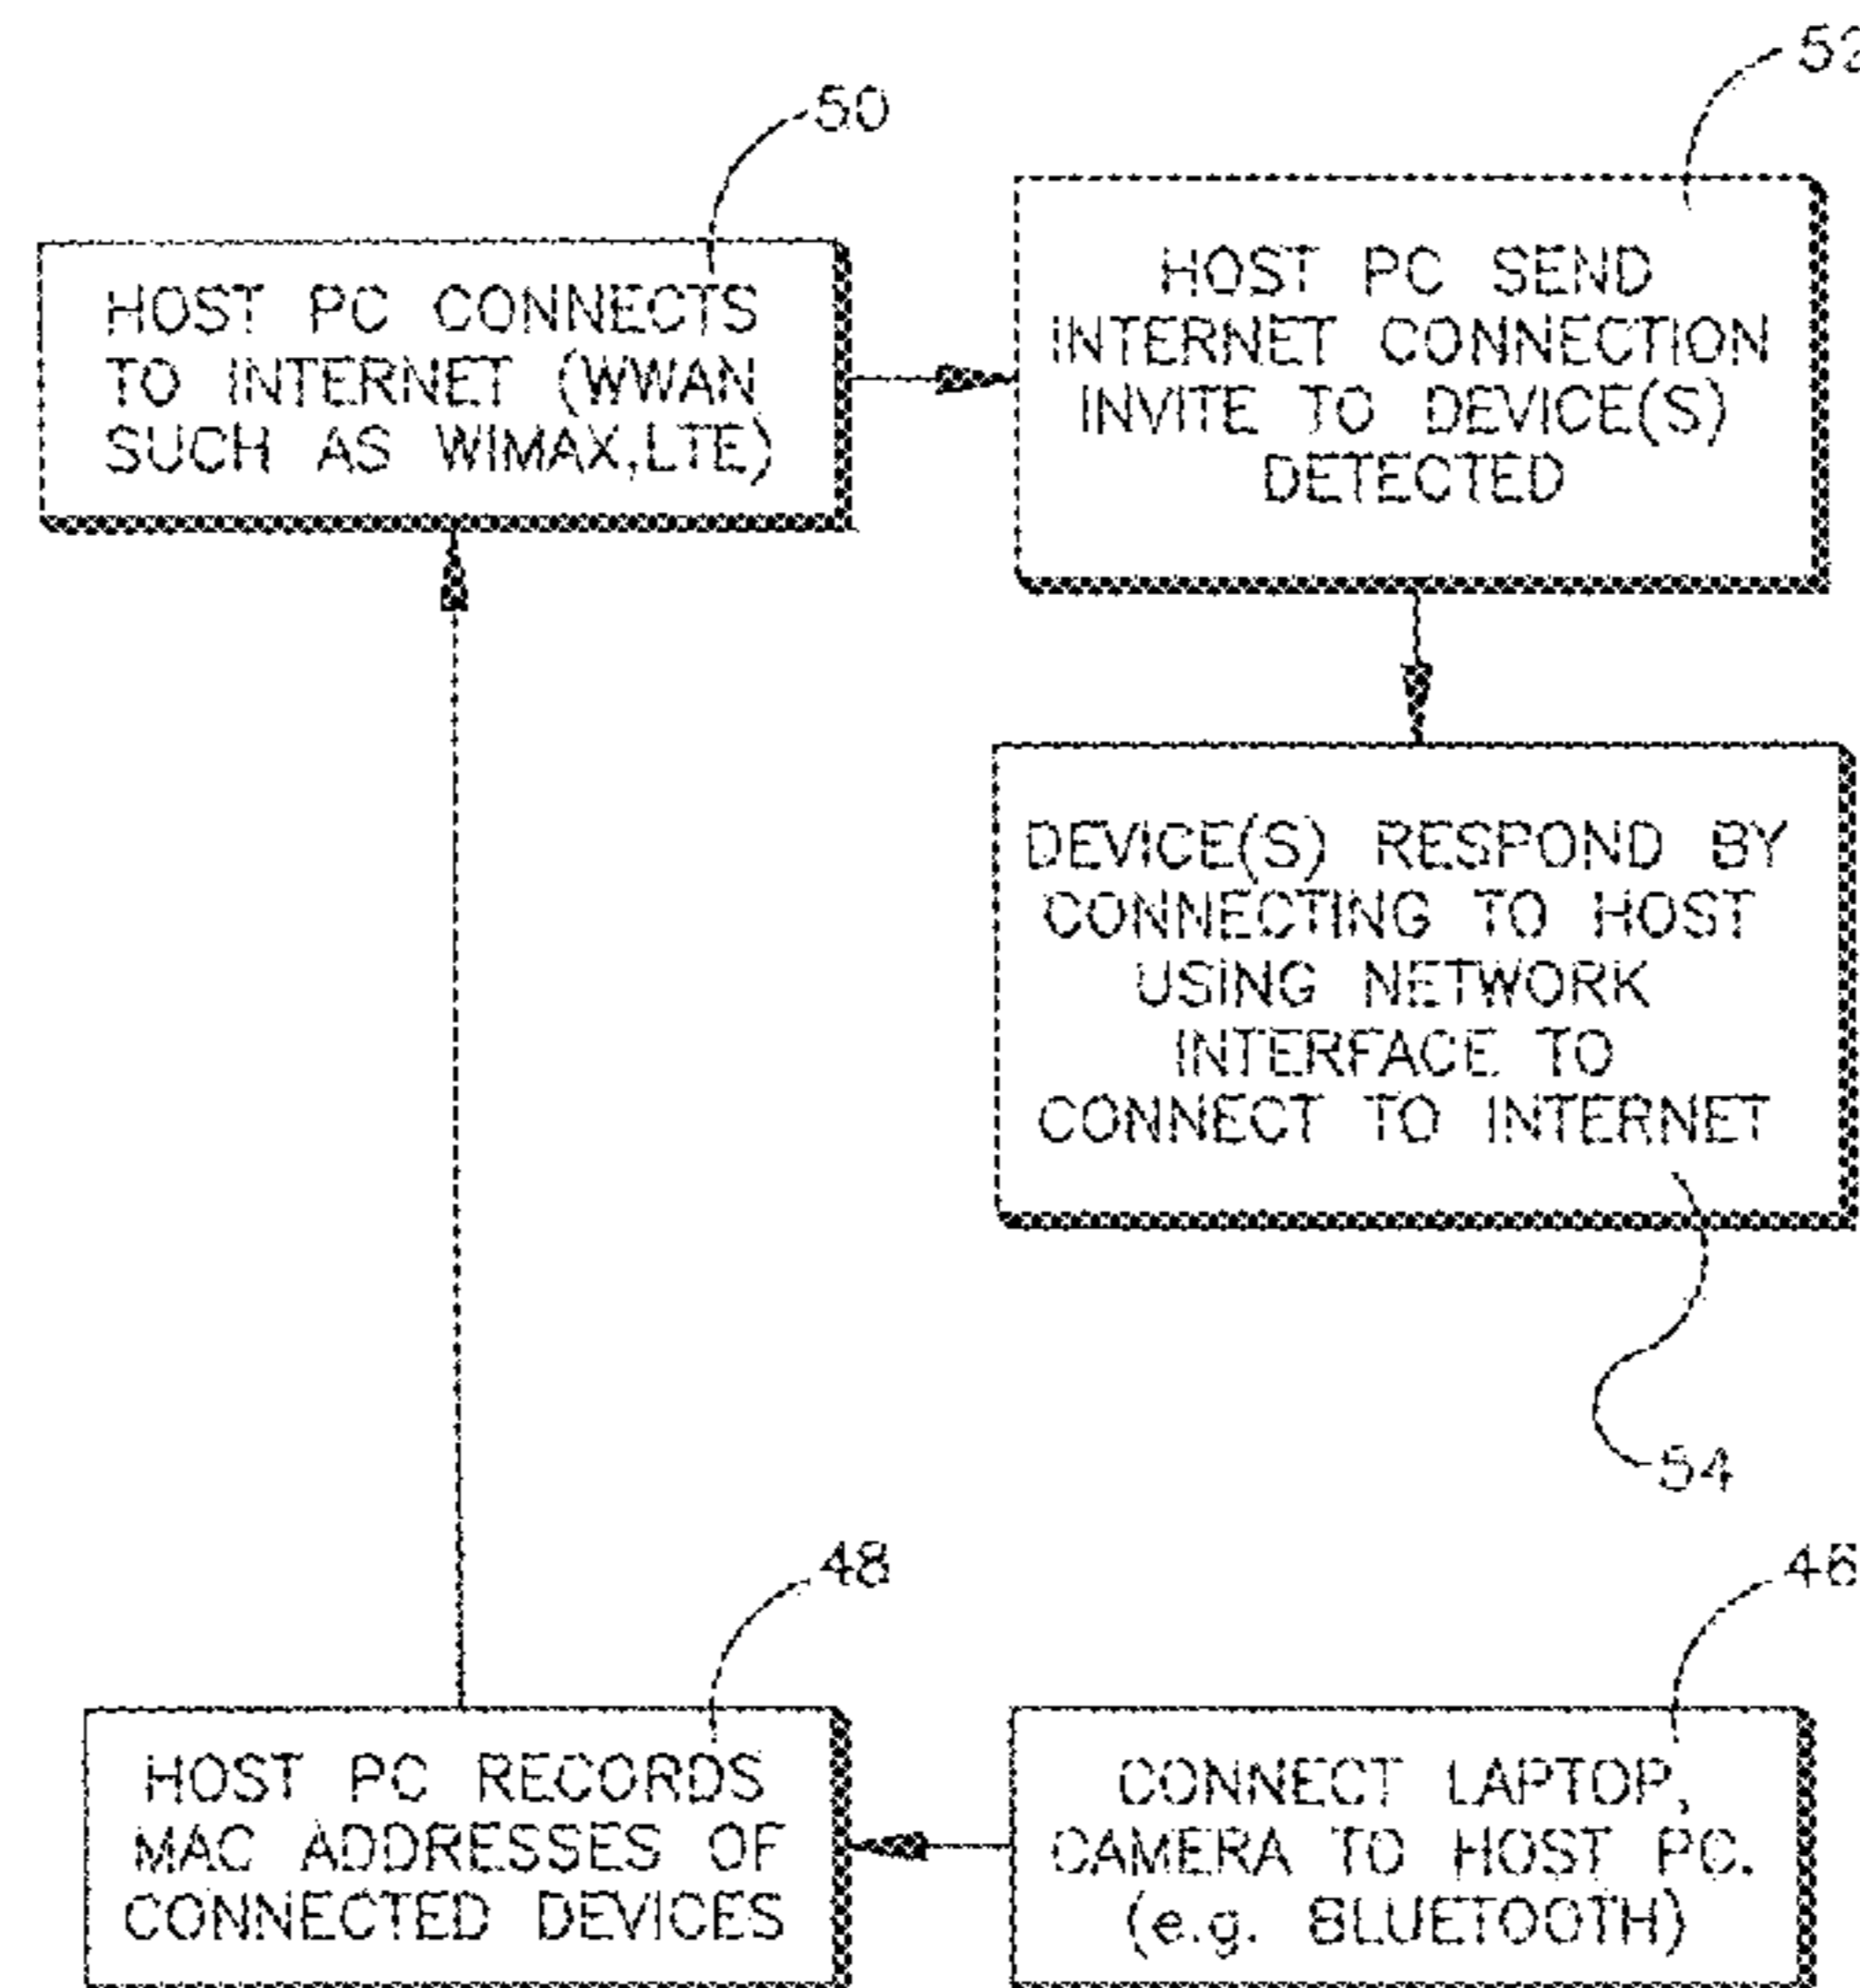 50
52
HOST PC CONNECTS
TO INTERNET (WWAN
SUCH AS WIMAX,LTE)
HOST PC SEND
INTERNET CONNECTION
INVITE TO DEVICE(S)
DETECTED
DEVICE(S) RESPOND BY
CONNECTING TO HOST
USING NETWORK
INTERFACE TO
CONNECT TO INTERNET
54
48
46
HOST PC RECORDS
MAC ADDRESSES OF
CONNECTED DEVICES
CONNECT LAPTOP,
CAMERA TO HOST PC.
(e.g. BLUETOOTH)